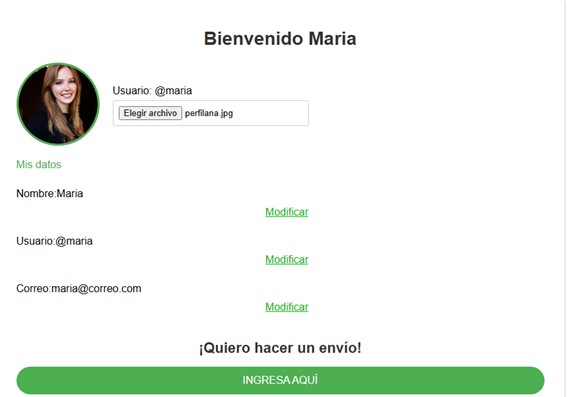 Bienvenido Maria
Usuario: @maria
Elegir archivo perfilana.jpg
Mis datos
Nombre:Maria
Modificar
Usuario:@maria
Modificar
Correo:maria@correo.com
Modificar
¡Quiero hacer un envío!
INGRESA AQUÍ